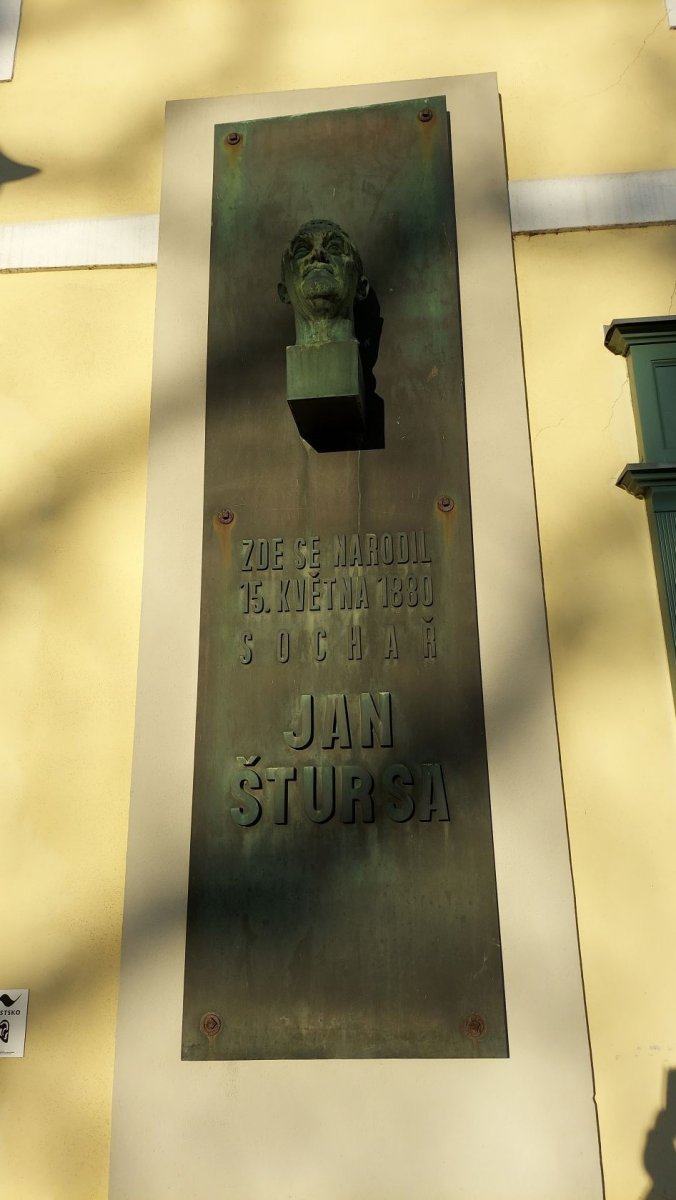 ZDE SE NARODIL
15. KVĚTNA 1880
SOCHAŘ
JAN
ŠTURSA